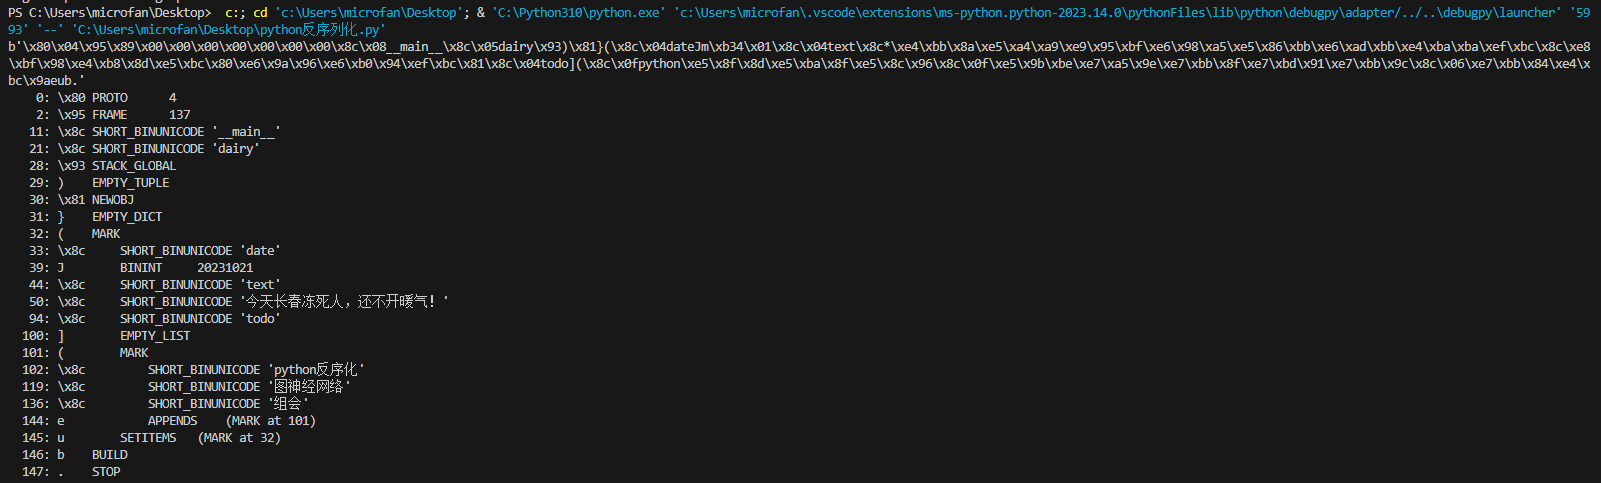 PS C:\Users\microfan\Desktop>  c:; cd 'c:\Users\microfan\Desktop'; & 'C:\Python310\python.exe' 'c:\Users\microfan\.vscode\extensions\ms-python.python-2023.14.0\pythonFiles\lib\python\debugpy\adapter/../..\debugpy\launcher' '59
93' '--' 'C:\Users\microfan\Desktop\python反序列化.py'
b'\x80\x04\x95\x89\x00\x00\x00\x00\x00\x00\x00\x8c\x08__main__\x8c\x05dairy\x93)\x81}(\x8c\x04dateJm\xb34\x01\x8c\x04text\x8c*\xe4\xbb\x8a\xe5\xa4\xa9\xe9\x95\xbf\xe6\x98\xa5\xe5\x86\xbb\xe6\xad\xbb\xe4\xba\xba\xef\xbc\x8c\xe8
\xbf\x98\xe4\xb8\x8d\xe5\xbc\x80\xe6\x9a\x96\xe6\xb0\x94\xef\xbc\x81\x8c\x04todo](\x8c\x0fpython\xe5\x8f\x8d\xe5\xba\x8f\xe5\x8c\x96\x8c\x0f\xe5\x9b\xbe\xe7\xa5\x9e\xe7\xbb\x8f\xe7\xbd\x91\xe7\xbb\x9c\x8c\x06\xe7\xbb\x84\xe4\x
bc\x9aeub.'
0: \x80 PROTO      4
2: \x95 FRAME      137
11: \x8c SHORT_BINUNICODE '__main__'
21: \x8c SHORT_BINUNICODE 'dairy'
28: \x93 STACK_GLOBAL
29: )    EMPTY_TUPLE
30: \x81 NEWOBJ
31: }    EMPTY_DICT
32: (    MARK
33: \x8c     SHORT_BINUNICODE 'date'
39: J        BININT     20231021
44: \x8c     SHORT_BINUNICODE 'text'
50: \x8c     SHORT_BINUNICODE '今天长春冻死人，还不开暖气！'
94: \x8c     SHORT_BINUNICODE 'todo'
100: ]        EMPTY_LIST
101: (        MARK
102: \x8c         SHORT_BINUNICODE 'python反序化'
119: \x8c         SHORT_BINUNICODE '图神经网络'
136: \x8c         SHORT_BINUNICODE '组会'
144: e            APPENDS    (MARK at 101)
145: u        SETITEMS   (MARK at 32)
146: b    BUILD
147: .    STOP